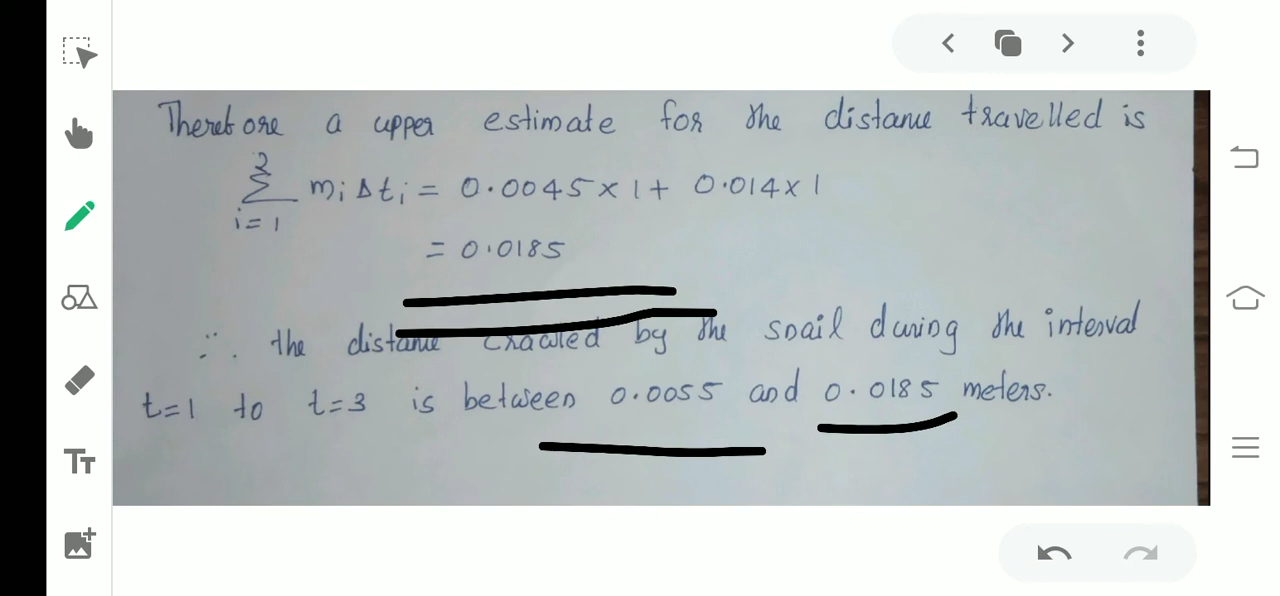 Therefore a upper estimate for the distance travelled is
2
∑ mᵢ Δtᵢ = 0.0045 × 1 + 0.014 × 1
i=1
= 0.0185
∴ the distance crawled by the snail during the interval
t=1 to t=3 is between 0.0055 and 0.0185 meters.
TT